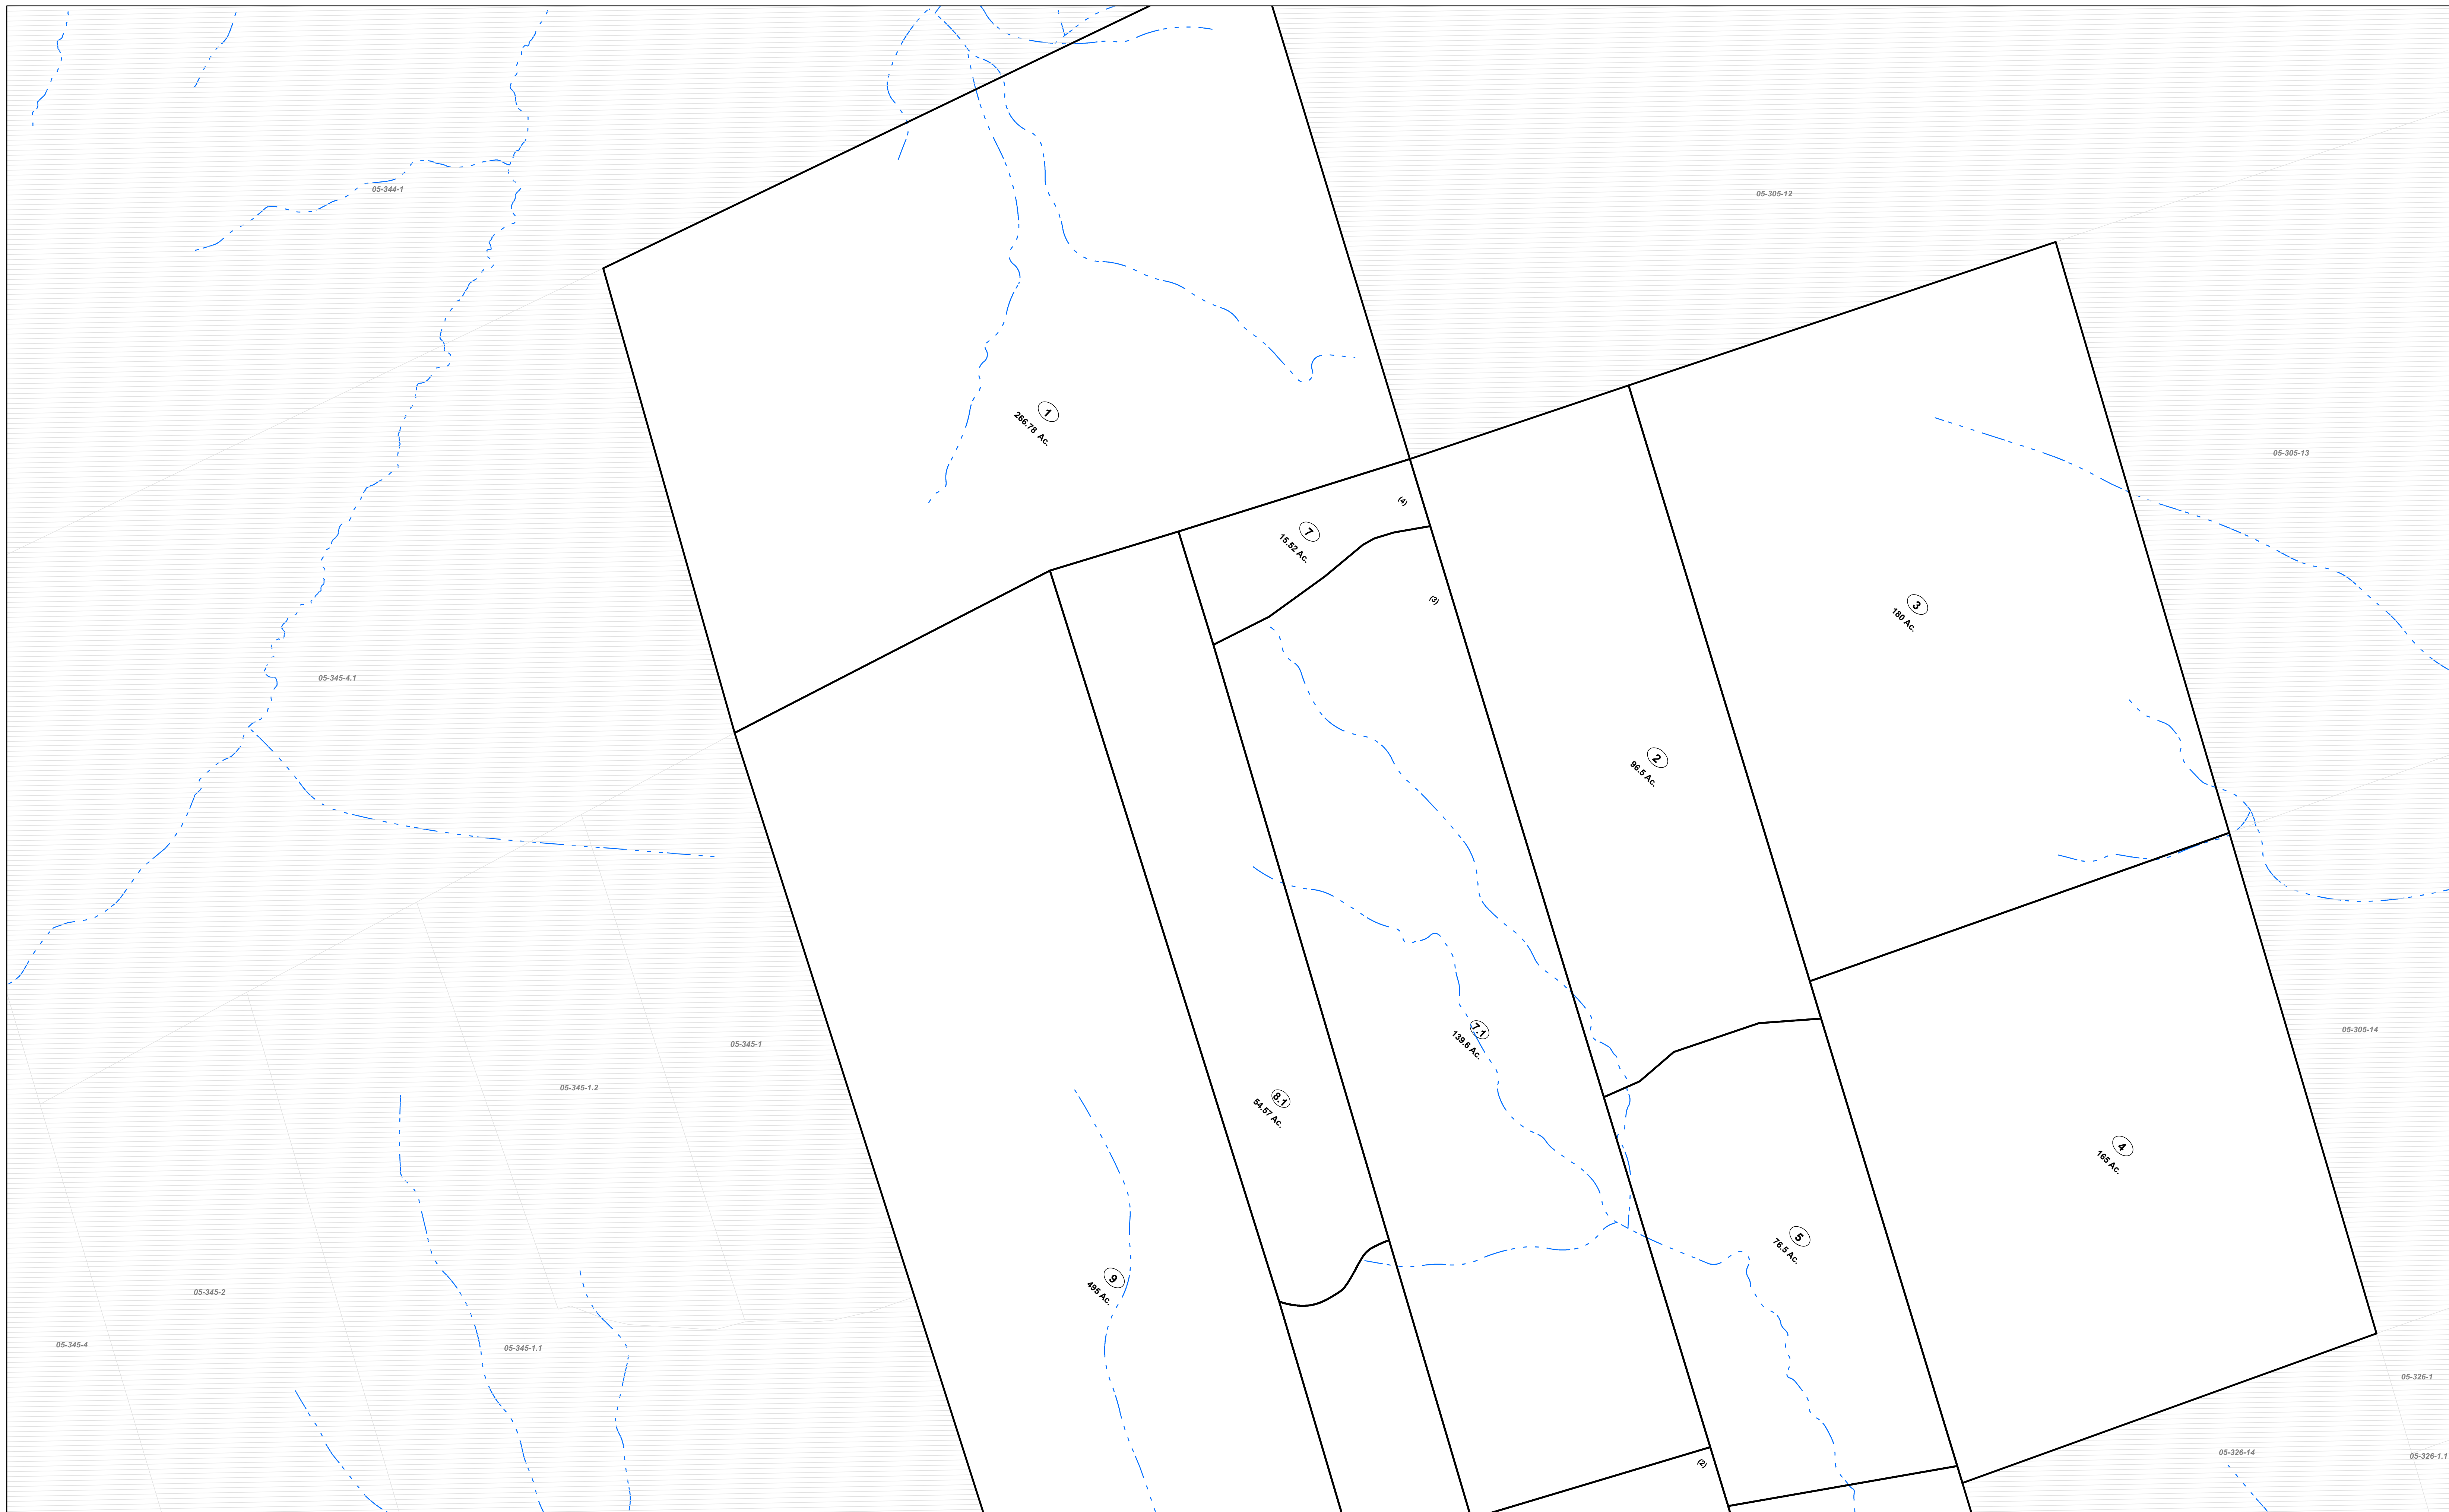 05-344-1
05-305-12
1
266.78 Ac.
05-305-13
(4)
7
15.52 Ac.
(3)
3
180 Ac.
05-345-4.1
2
96.5 Ac.
7.1
139.6 Ac.
05-305-14
05-345-1
05-345-1.2
8.1
54.57 Ac.
4
165 Ac.
5
76.5 Ac.
9
495 Ac.
05-345-2
05-345-4
05-345-1.1
05-326-1
05-326-14
05-326-1.1
(2)